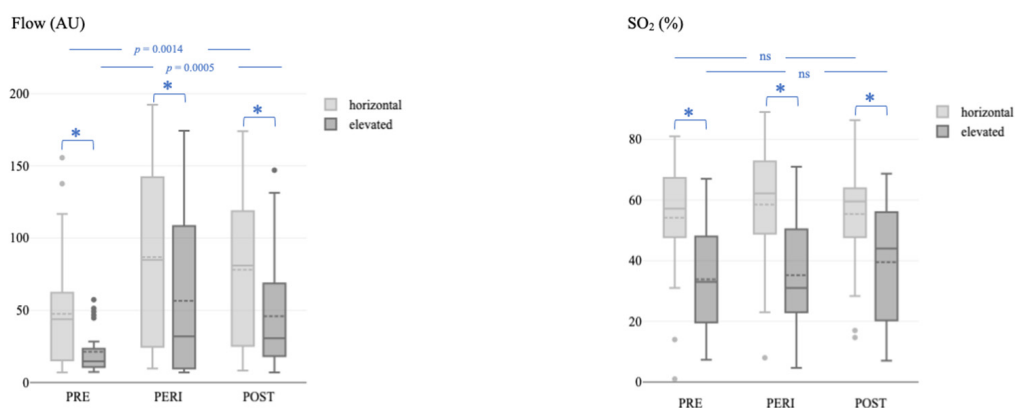 Flow (AU)
p = 0.0014
p = 0.0005
*
*
*
200
150
100
50
0
PRE
PERI
POST
horizontal
elevated
SO₂ (%)
ns
ns
*
*
*
80
60
40
20
0
PRE
PERI
POST
horizontal
elevated